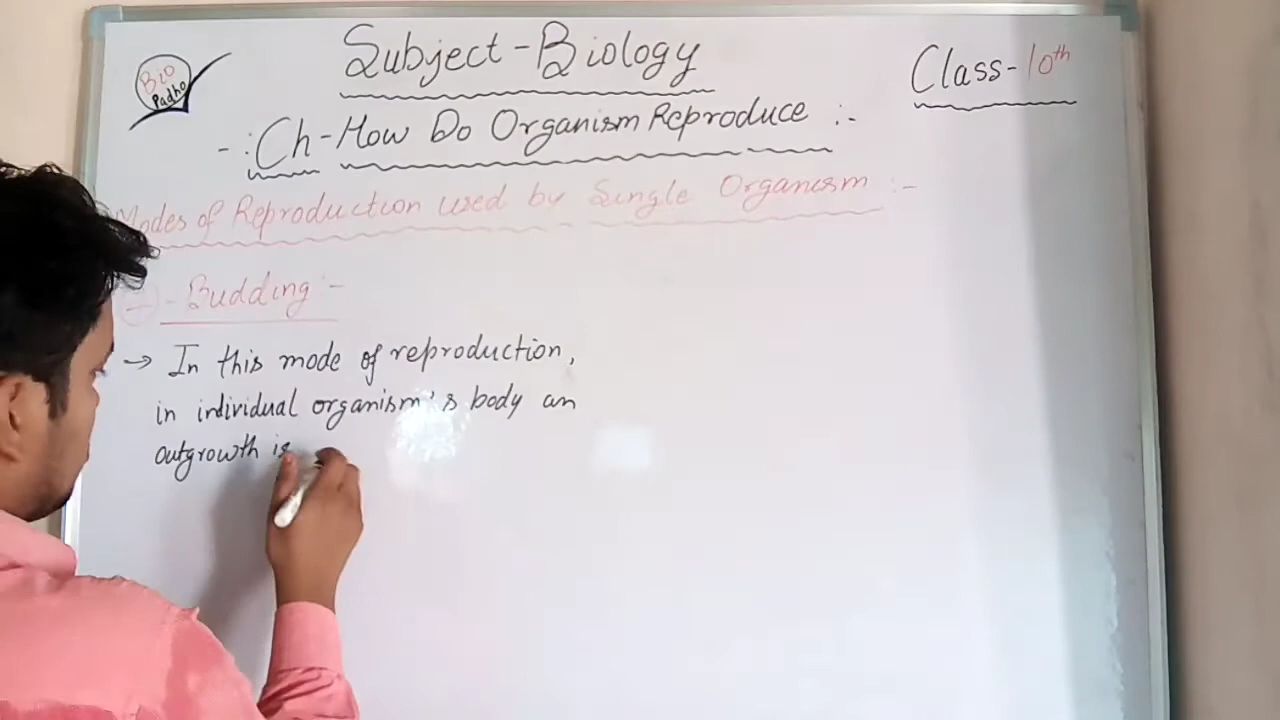 Bio
Padho
Subject-Biology
Class-10th
-: Ch-How Do Organism Reproduce :-
Modes of Reproduction used by Single Organism :-
- Budding :-
→ In this mode of reproduction,
in individual organism's body an
outgrowth is